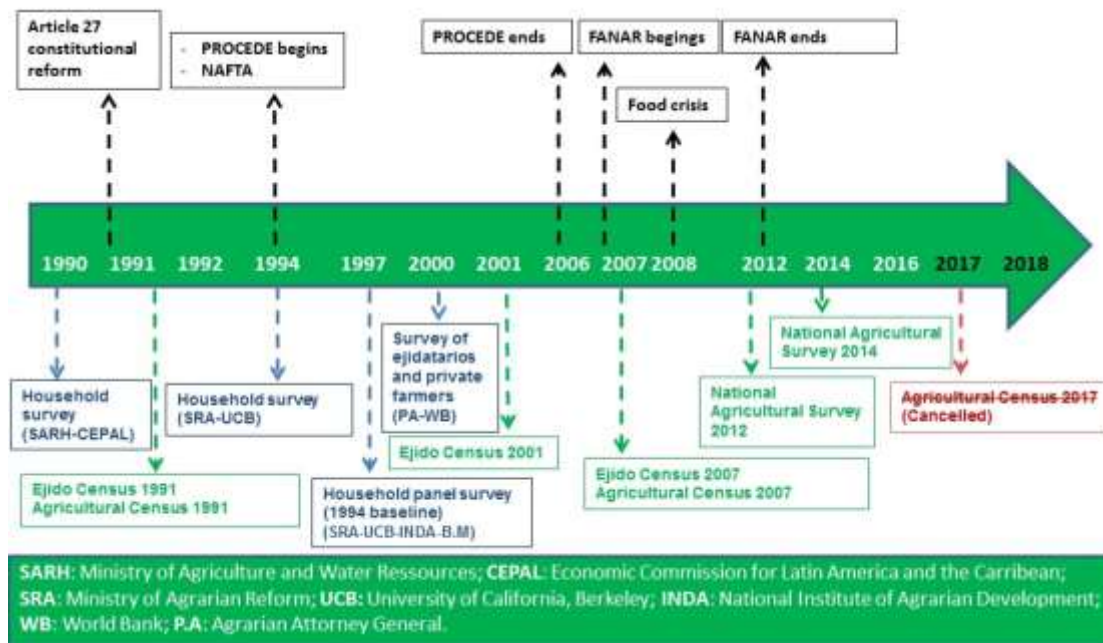 Article 27
constitutional
reform
- PROCEDE begins
- NAFTA
PROCEDE ends
FANAR begings
FANAR ends
Food crisis
1990 1991 1992 1994 1997 2000 2001 2006 2007 2008 2012 2014 2016 2017 2018
Household
survey
(SARH-CEPAL)
Ejido Census 1991
Agricultural Census 1991
Household survey
(SRA-UCB)
Household panel survey
(1994 baseline)
(SRA-UCB-INDA-B.M)
Survey of
ejidatarios
and private
farmers
(PA-WB)
Ejido Census 2001
Ejido Census 2007
Agricultural Census 2007
National
Agricultural Survey
2012
National Agricultural
Survey 2014
Agricultural Census 2017
(Cancelled)
SARH: Ministry of Agriculture and Water Ressources; CEPAL: Economic Commission for Latin America and the Carribean;
SRA: Ministry of Agrarian Reform; UCB: University of California, Berkeley; INDA: National Institute of Agrarian Development;
WB: World Bank; P.A: Agrarian Attorney General.